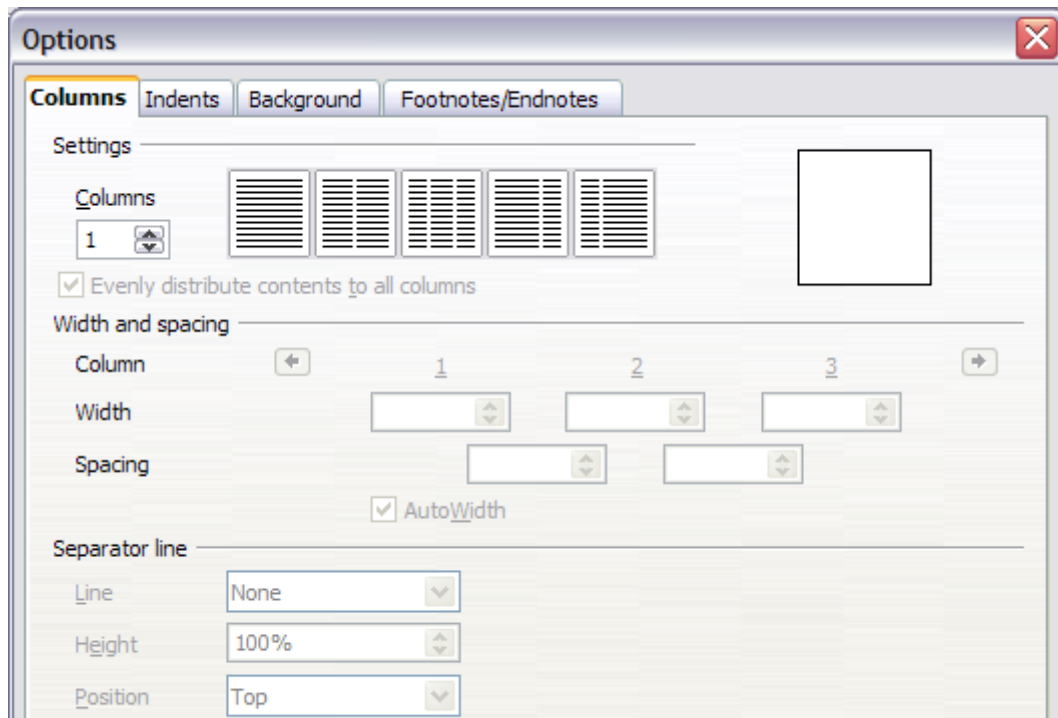 Options
Columns Indents Background Footnotes/Endnotes
Settings
Columns
1
Evenly distribute contents to all columns
Width and spacing
Column 1 2 3
Width
Spacing
AutoWidth
Separator line
Line None
Height 100%
Position Top